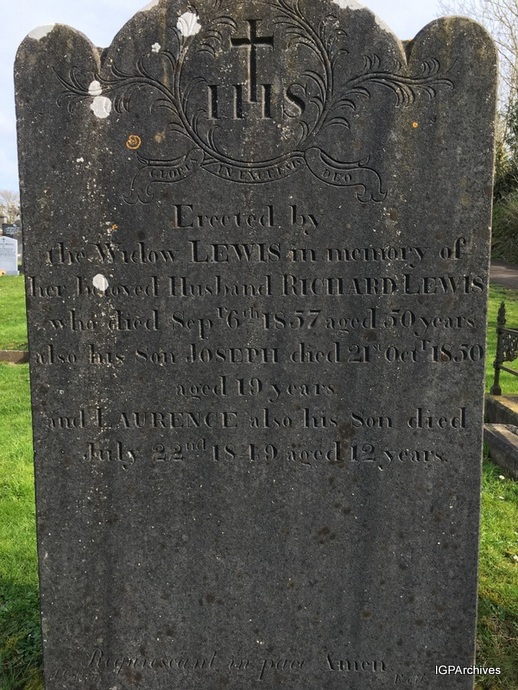 IHS
GLORIA IN EXCELSIS DEO
Erected by
the Widow LEWIS in memory of
her beloved Husband RICHARD LEWIS
who died Sept 6th 1857 aged 50 years
also his Son JOSEPH died 21st Octr 1850
aged 19 years
and LAURENCE also his Son died
July 22nd 1849 aged 12 years.
Requiescant in pace Amen
IGPArchives